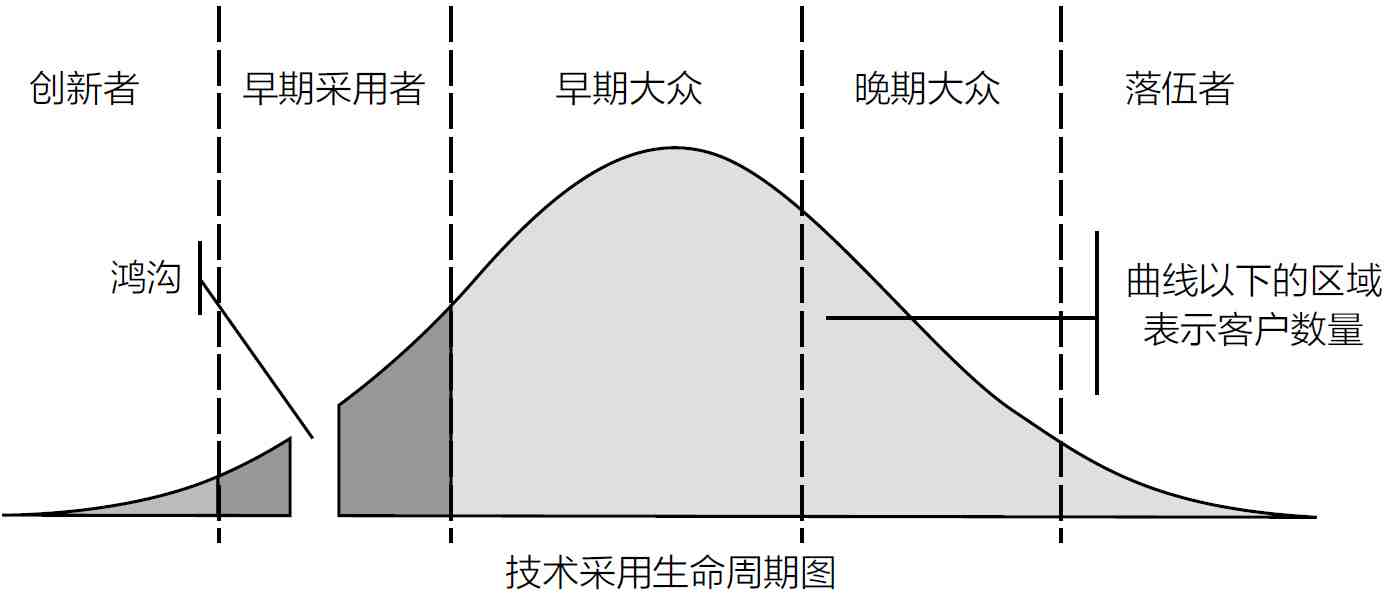 创新者
早期采用者
早期大众
晚期大众
落伍者
鸿沟
曲线以下的区域
表示客户数量
技术采用生命周期图